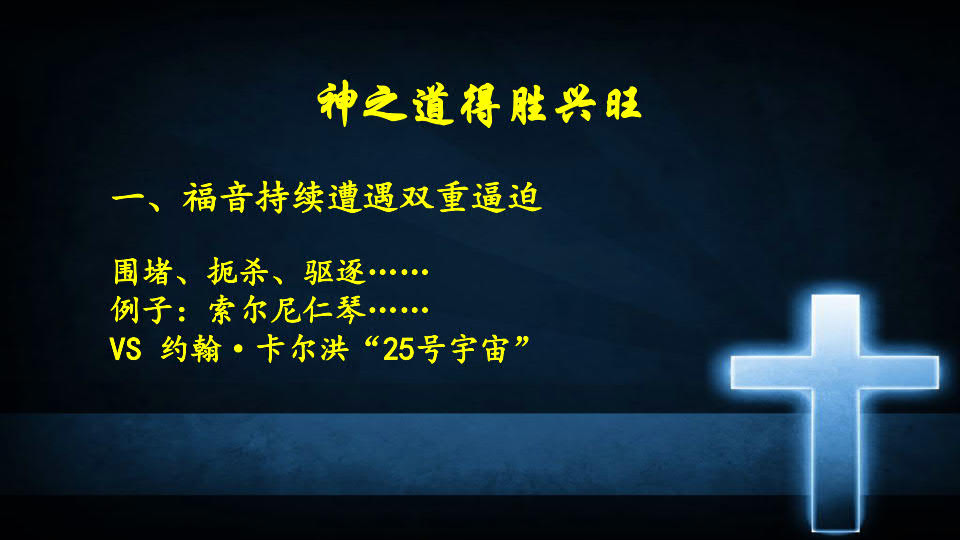 神之道得胜兴旺
一、福音持续遭遇双重逼迫
围堵、扼杀、驱逐……
例子：索尔尼仁琴……
VS 约翰·卡尔洪“25号宇宙”